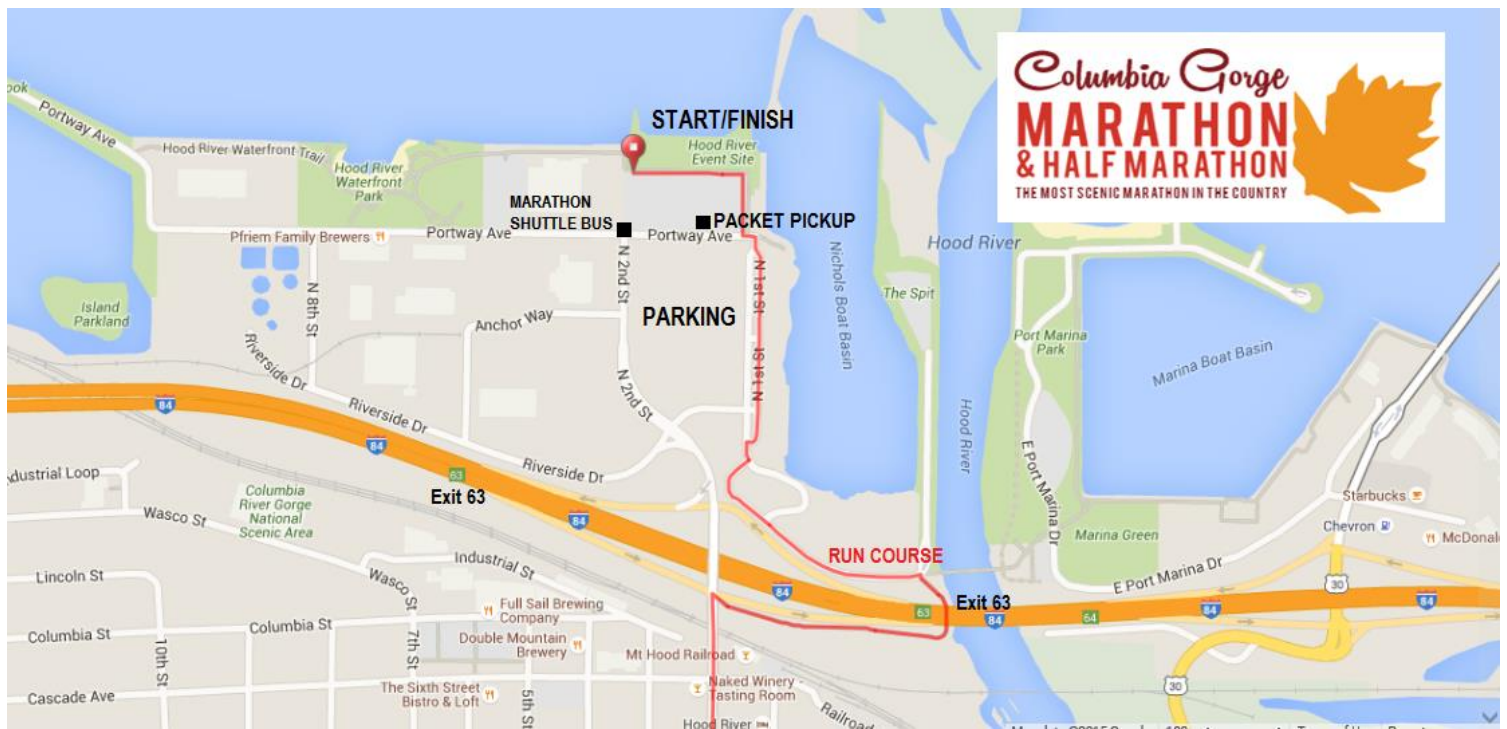 Columbia Gorge
MARATHON
& HALF MARATHON
THE MOST SCENIC MARATHON IN THE COUNTRY
START/FINISH
Portway Ave
Hood River Waterfront Trail
Hood River
Waterfront
Park
Hood River
Event Site
MARATHON
SHUTTLE BUS
PACKET PICKUP
Pfriem Family Brewers
Portway Ave
Portway Ave
Hood River
N 2nd St
N 1st St
Nichols Boat Basin
The Spit
Island
Parkland
N 8th St
Anchor Way
PARKING
Port Marina
Park
Marina Boat Basin
Riverside Dr
N 2nd St
N 1st St
Hood River
E Port Marina Dr
84
84
Riverside Dr
Riverside Dr
63
Exit 63
84
Industrial Loop
Columbia
River Gorge
National
Scenic Area
Wasco St
Starbucks
Chevron
McDonald
Marina Green
RUN COURSE
Industrial St
Lincoln St
Wasco St
E Port Marina Dr
30
84
63
Exit 63
84
64
84
84
Full Sail Brewing
Company
Columbia St
Columbia St
Double Mountain
Brewery
7th St
10th St
Mt Hood Railroad
Cascade Ave
The Sixth Street
Bistro & Loft
5th St
Naked Winery -
Tasting Room
30
Hood River
Railroad